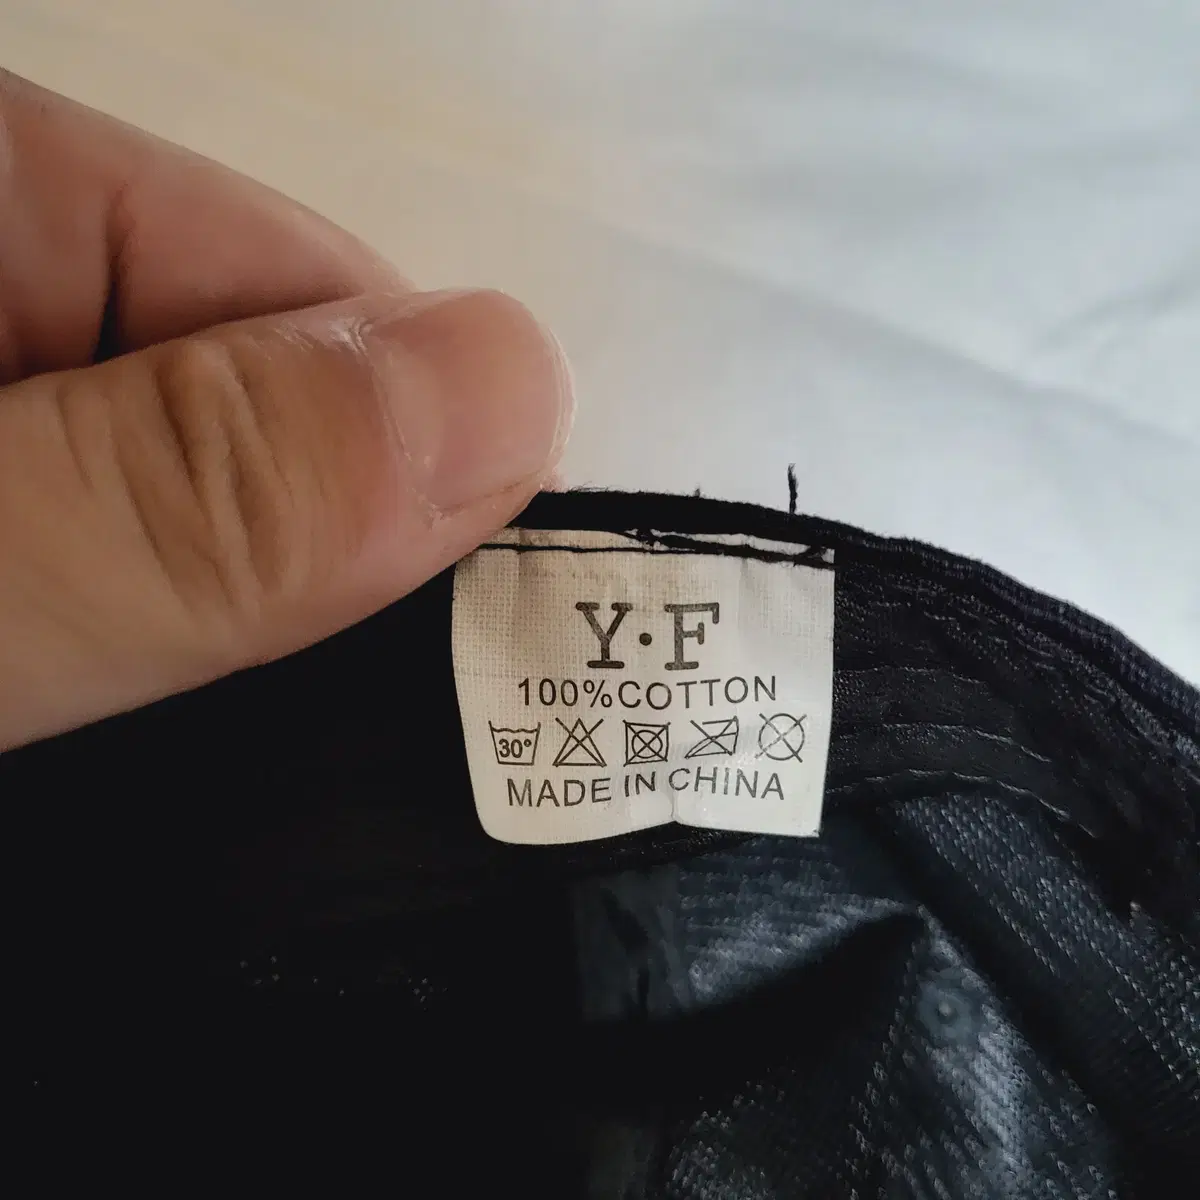 Y·F
100%COTTON
30°
MADE IN CHINA